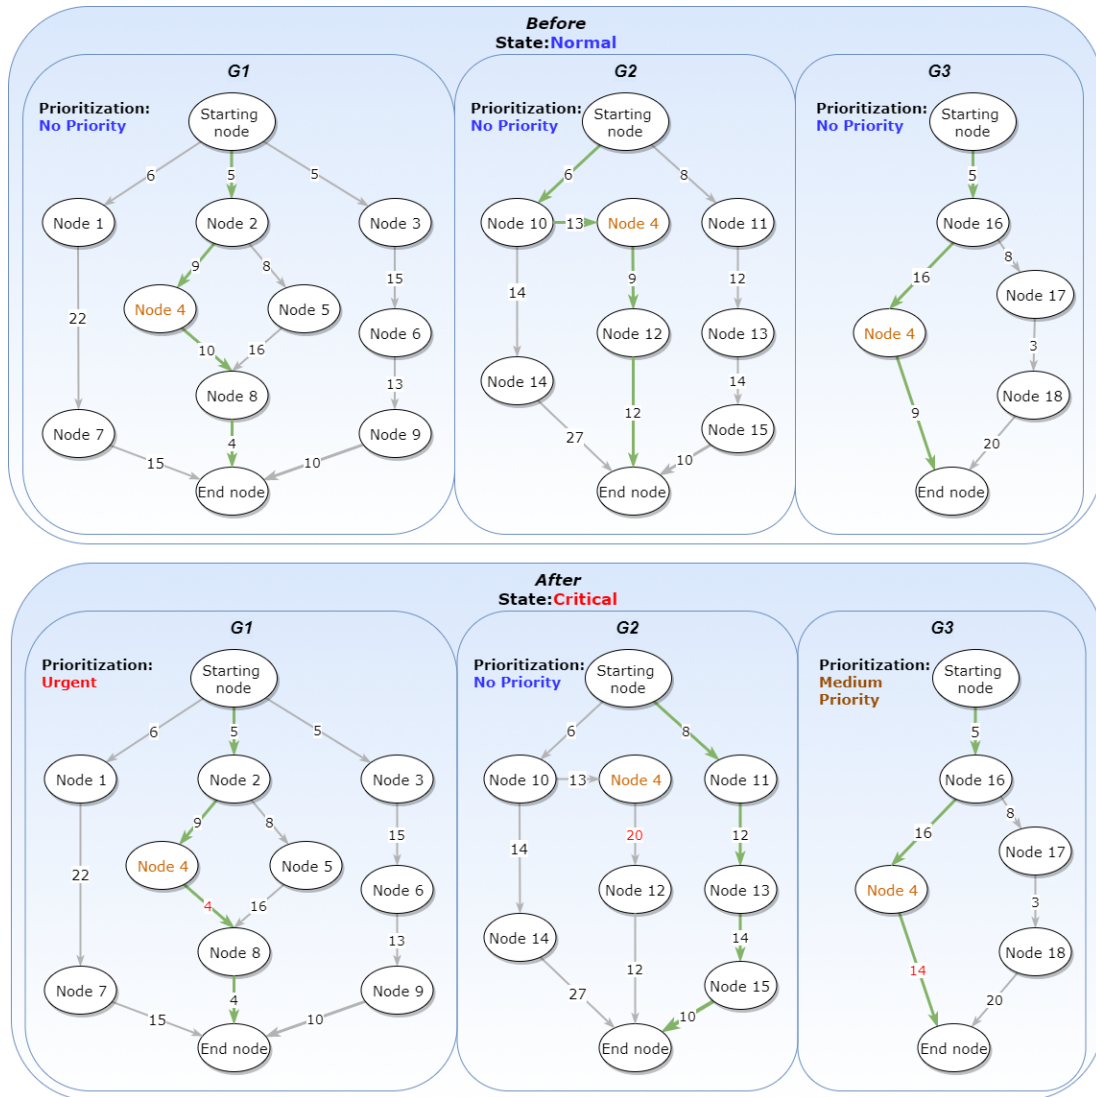 Before
State:Normal
G1
Prioritization:
No Priority
Starting
node
6
5
5
Node 1
Node 2
Node 3
9
8
15
22
Node 4
Node 5
Node 6
10
16
13
Node 8
Node 7
Node 9
4
15
10
End node
G2
Prioritization:
No Priority
Starting
node
6
8
Node 10
13
Node 4
Node 11
14
9
12
Node 12
Node 13
Node 14
14
12
Node 15
27
10
End node
G3
Prioritization:
No Priority
Starting
node
5
Node 16
16
8
Node 17
Node 4
3
Node 18
9
20
End node
After
State:Critical
G1
Prioritization:
Urgent
Starting
node
6
5
5
Node 1
Node 2
Node 3
9
8
15
22
Node 4
Node 5
Node 6
4
16
13
Node 8
Node 7
Node 9
4
15
10
End node
G2
Prioritization:
No Priority
Starting
node
6
8
Node 10
13
Node 4
Node 11
14
20
12
Node 12
Node 13
Node 14
14
12
Node 15
27
10
End node
G3
Prioritization:
Medium
Priority
Starting
node
5
Node 16
16
8
Node 17
Node 4
3
Node 18
14
20
End node